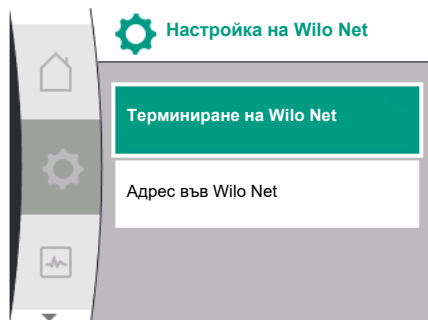 Настройка на Wilo Net
Терминиране на Wilo Net
Адрес във Wilo Net